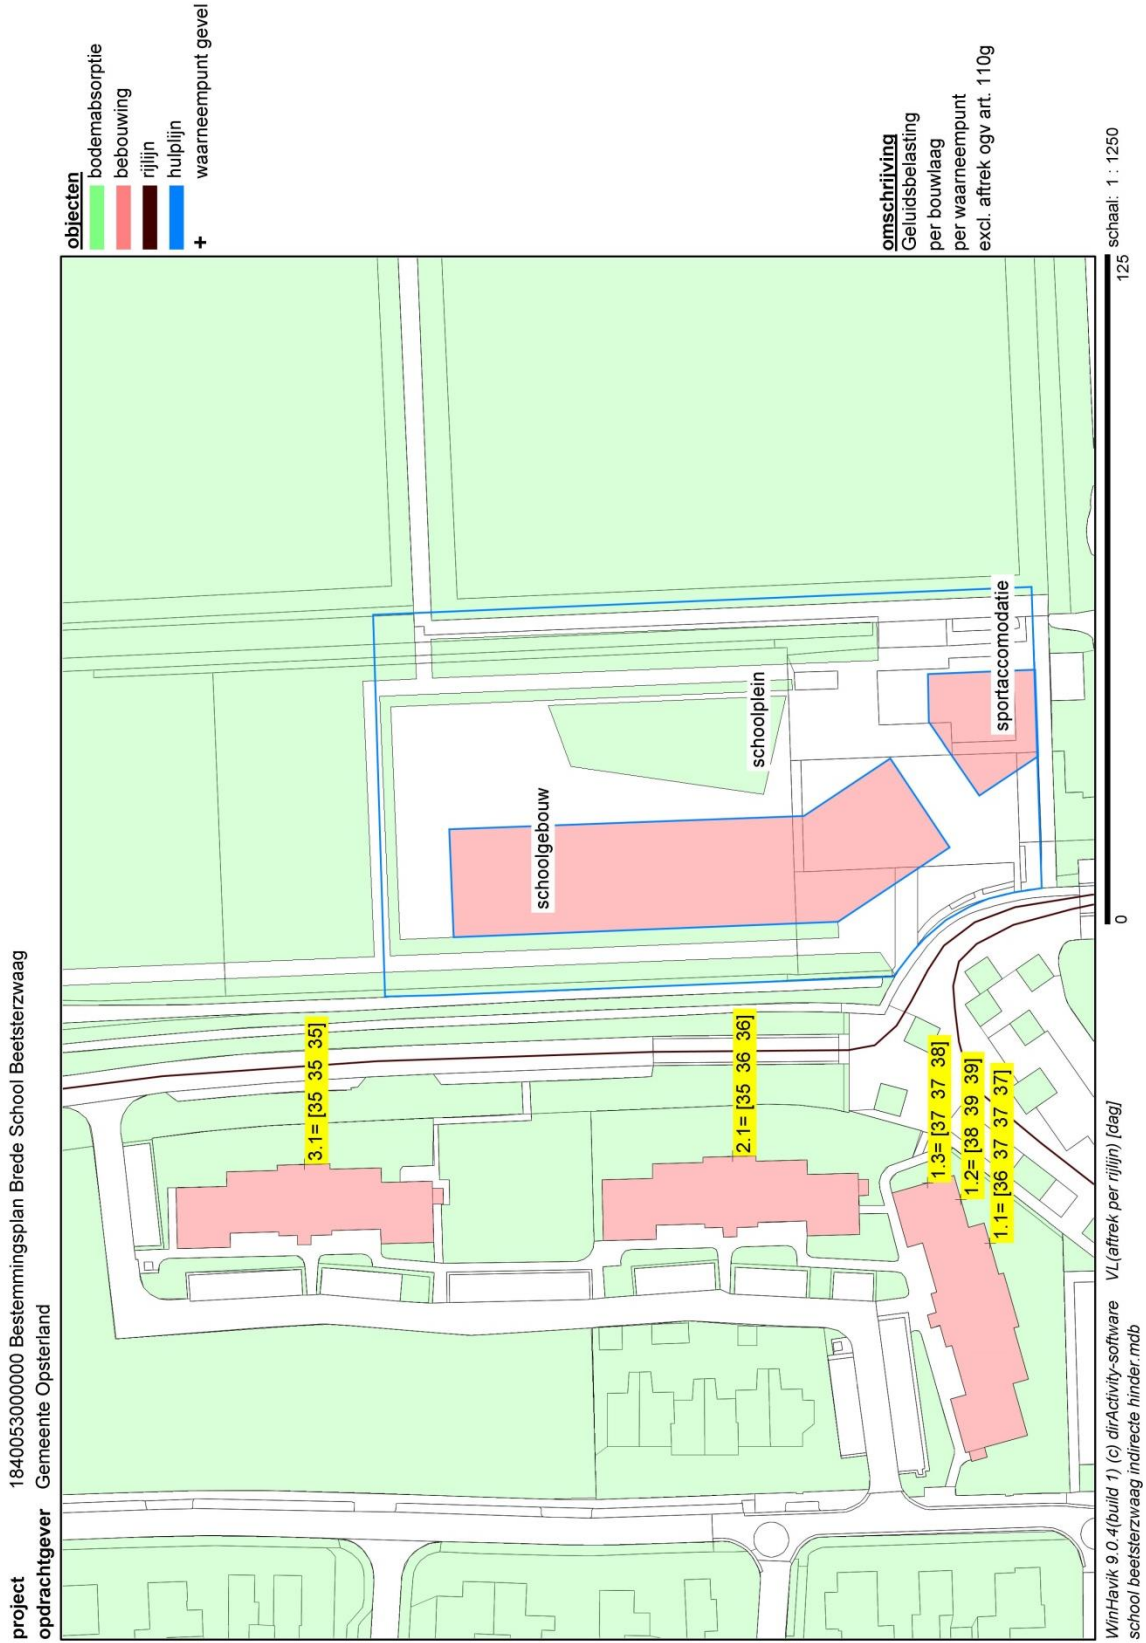 project 18400530000000 Bestemmingsplan Brede School Beetsterzwaag
opdrachtgever Gemeente Opsterland
objecten
bodemabsorptie
bebouwing
rijlijn
hulplijn
+ waarneempunt gevel
3.1= [35 35 35 35]
schoolgebouw
schoolplein
2.1= [35 36 36 36]
sportaccomodatie
1.3= [37 37 38]
1.2= [38 39 39]
1.1= [36 37 37 37 37]
omschrijving
Geluidsbelasting
per bouwlaag
per waarneempunt
excl. aftrek ogv art. 110g
0
125
schaal: 1 : 1250
WinHavik 9.0.4(build 1) (c) dirActivity-software VL(aftrek per rijlijn) [dag]
school beetsterzwaag indirecte hinder.mdb